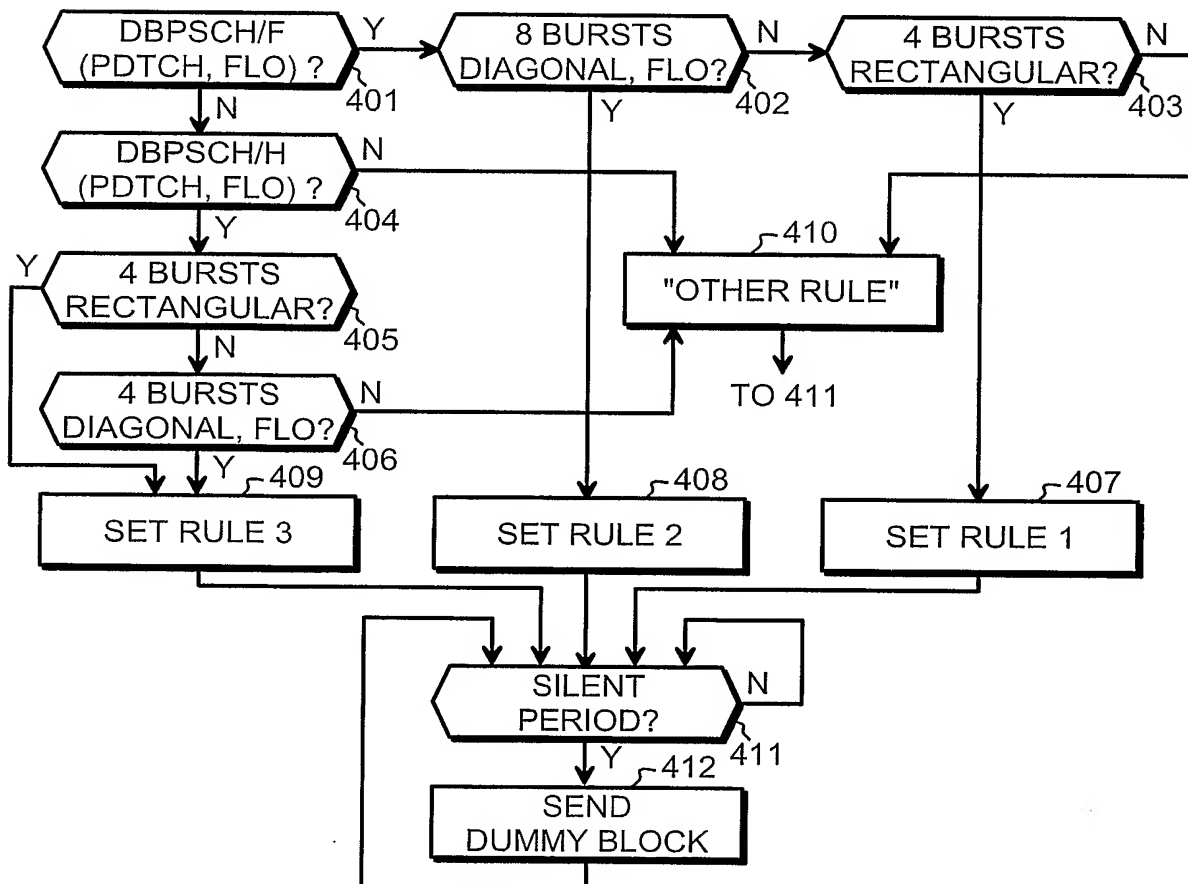 DBPSCH/F
(PDTCH, FLO) ?
401
Y
N
8 BURSTS
DIAGONAL, FLO?
402
N
Y
4 BURSTS
RECTANGULAR?
403
N
Y
DBPSCH/H
(PDTCH, FLO) ?
404
N
Y
410
"OTHER RULE"
TO 411
4 BURSTS
RECTANGULAR?
405
Y
N
4 BURSTS
DIAGONAL, FLO?
406
N
Y
409
SET RULE 3
408
SET RULE 2
407
SET RULE 1
SILENT
PERIOD?
411
N
Y
412
SEND
DUMMY BLOCK